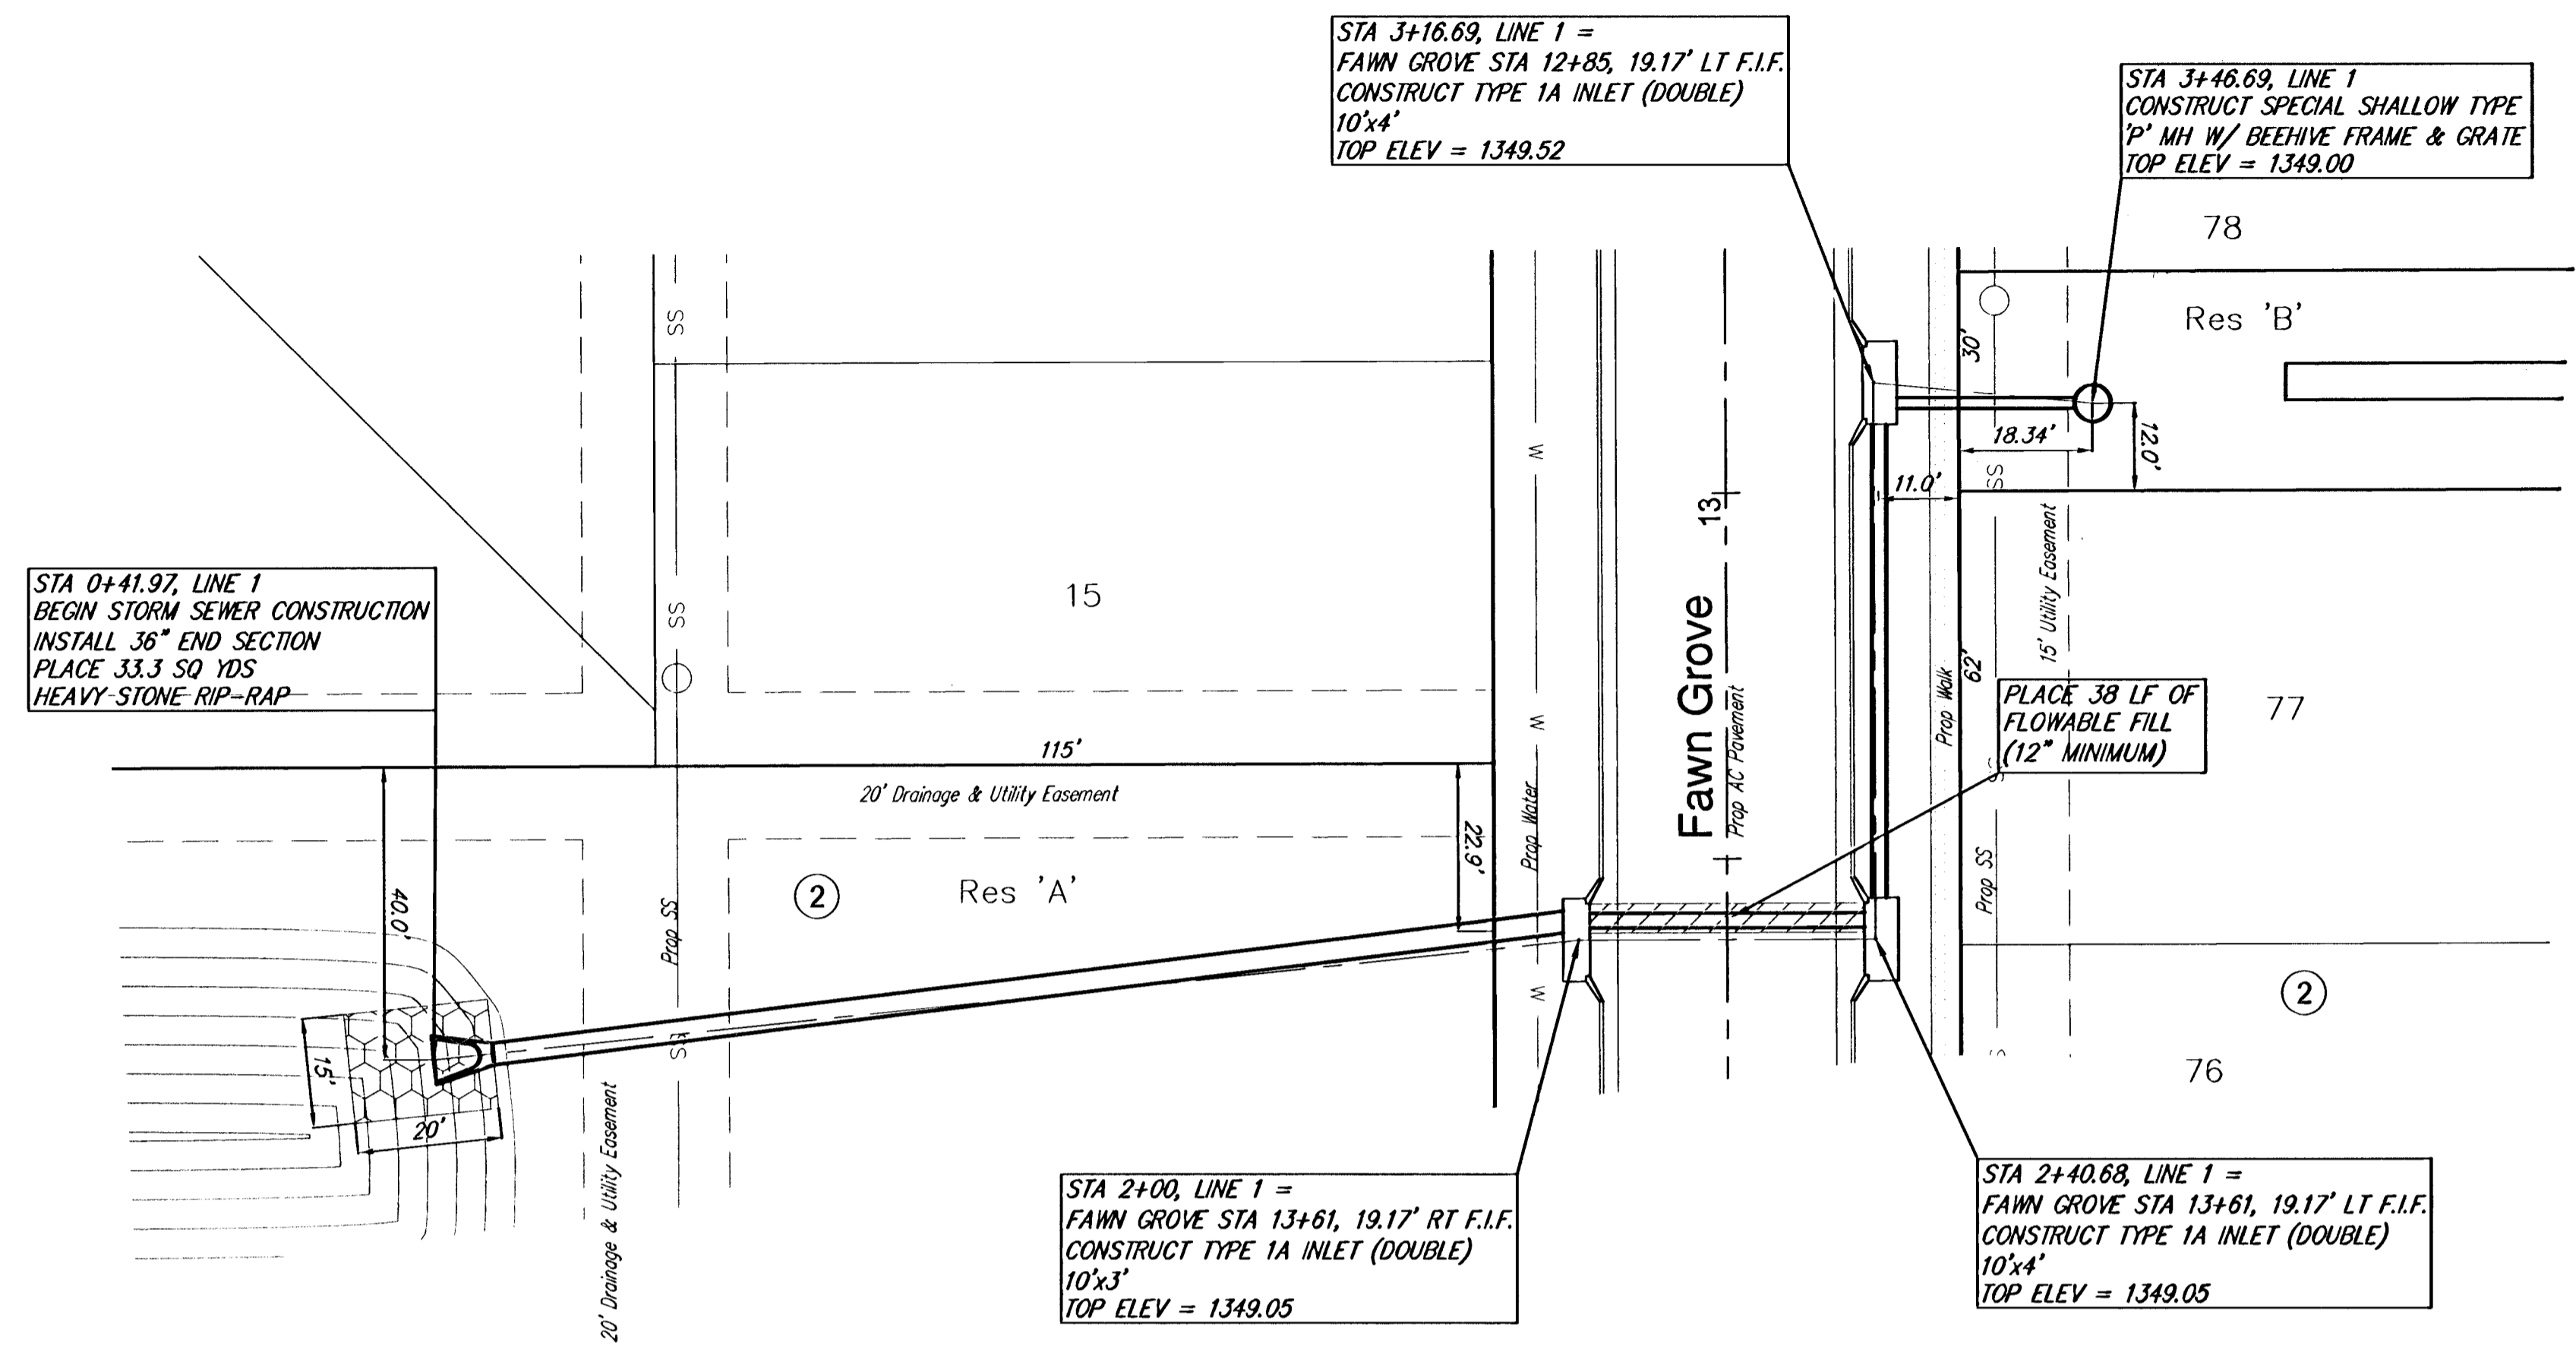 STA 3+16.69, LINE 1 =
FAWN GROVE STA 12+85, 19.17' LT F.I.F.
CONSTRUCT TYPE 1A INLET (DOUBLE)
10'x4'
TOP ELEV = 1349.52
STA 3+46.69, LINE 1
CONSTRUCT SPECIAL SHALLOW TYPE
'P' MH W/ BEEHIVE FRAME & GRATE
TOP ELEV = 1349.00
78
Res 'B'
30'
18.34'
12.0'
11.0'
SS
SS
SS
W
W
W
13
15
Fawn Grove
Prop AC Pavement
15' Utility Easement
Prop Walk
62'
STA 0+41.97, LINE 1
BEGIN STORM SEWER CONSTRUCTION
INSTALL 36" END SECTION
PLACE 33.3 SQ YDS
HEAVY STONE RIP-RAP
PLACE 38 LF OF
FLOWABLE FILL
(12" MINIMUM)
77
115'
20' Drainage & Utility Easement
22.9'
Prop Water
Prop SS
40.0'
Prop SS
2
Res 'A'
2
SS
15'
20'
76
20' Drainage & Utility Easement
STA 2+00, LINE 1 =
FAWN GROVE STA 13+61, 19.17' RT F.I.F.
CONSTRUCT TYPE 1A INLET (DOUBLE)
10'x3'
TOP ELEV = 1349.05
STA 2+40.68, LINE 1 =
FAWN GROVE STA 13+61, 19.17' LT F.I.F.
CONSTRUCT TYPE 1A INLET (DOUBLE)
10'x4'
TOP ELEV = 1349.05